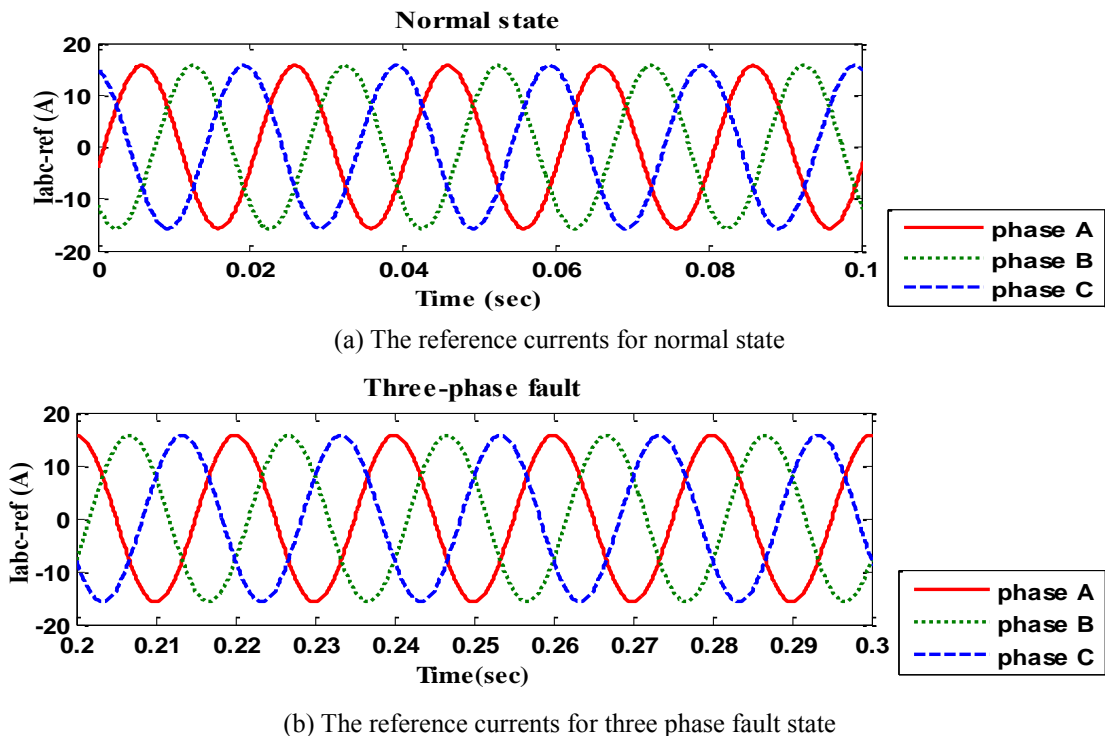 Normal state
20
10
0
-10
-20
Iabc-ref (A)
0 0.02 0.04 0.06 0.08 0.1
Time (sec)
phase A
phase B
phase C
(a) The reference currents for normal state
Three-phase fault
20
10
0
-10
-20
Iabc-ref (A)
0.2 0.21 0.22 0.23 0.24 0.25 0.26 0.27 0.28 0.29 0.3
Time(sec)
phase A
phase B
phase C
(b) The reference currents for three phase fault state